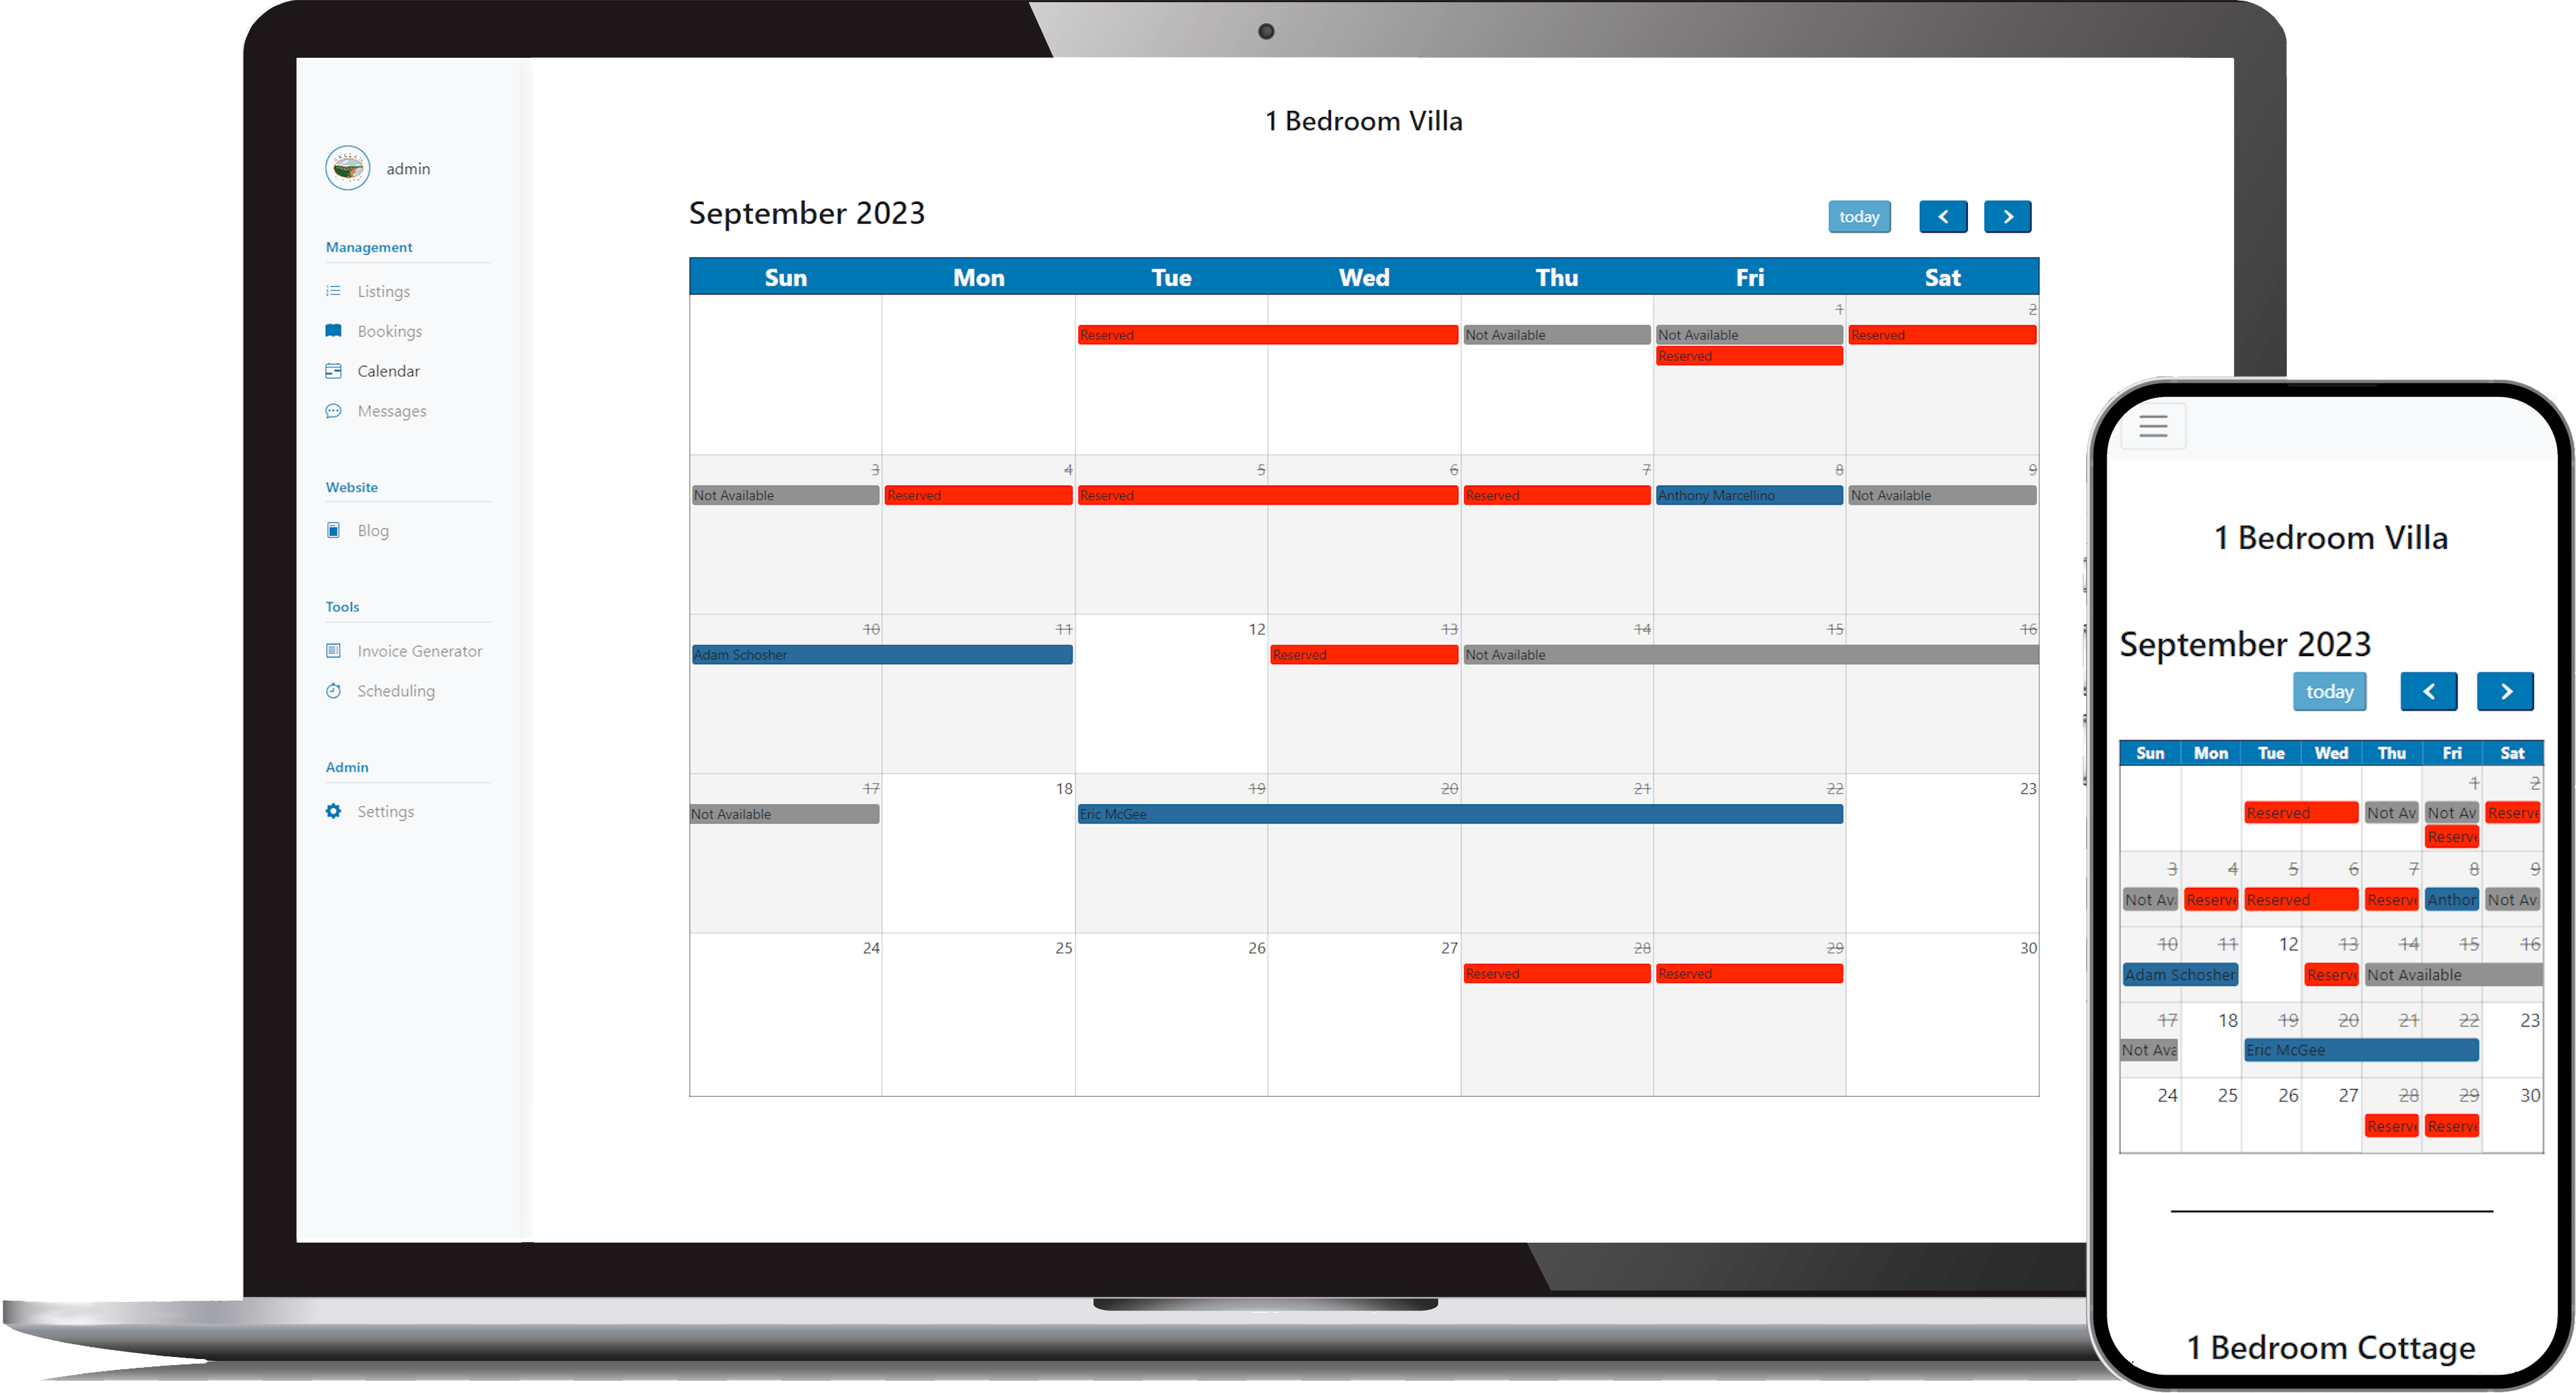 1 Bedroom Villa
admin
Management
Listings
Bookings
Calendar
Messages
Website
Blog
Tools
Invoice Generator
Scheduling
Admin
Settings
September 2023
today
Sun Mon Tue Wed Thu Fri Sat
1 2
Reserved Not Available Not Available Reserved
Reserved
3 4 5 6 7 8 9
Not Available Reserved Reserved Reserved Anthony Marcellino Not Available
10 11 12 13 14 15 16
Adam Schosher Reserved Not Available
17 18 19 20 21 22 23
Not Available Eric McGee
24 25 26 27 28 29 30
Reserved Reserved
1 Bedroom Villa
September 2023
today
Sun Mon Tue Wed Thu Fri Sat
1 2
Reserved Not Av Not Av Reserve
Reserve
3 4 5 6 7 8 9
Not Av Reserve Reserved Reserve Anthor Not Av
10 11 12 13 14 15 16
Adam Schosher Reserve Not Available
17 18 19 20 21 22 23
Not Ava Eric McGee
24 25 26 27 28 29 30
Reserve Reserve
1 Bedroom Cottage